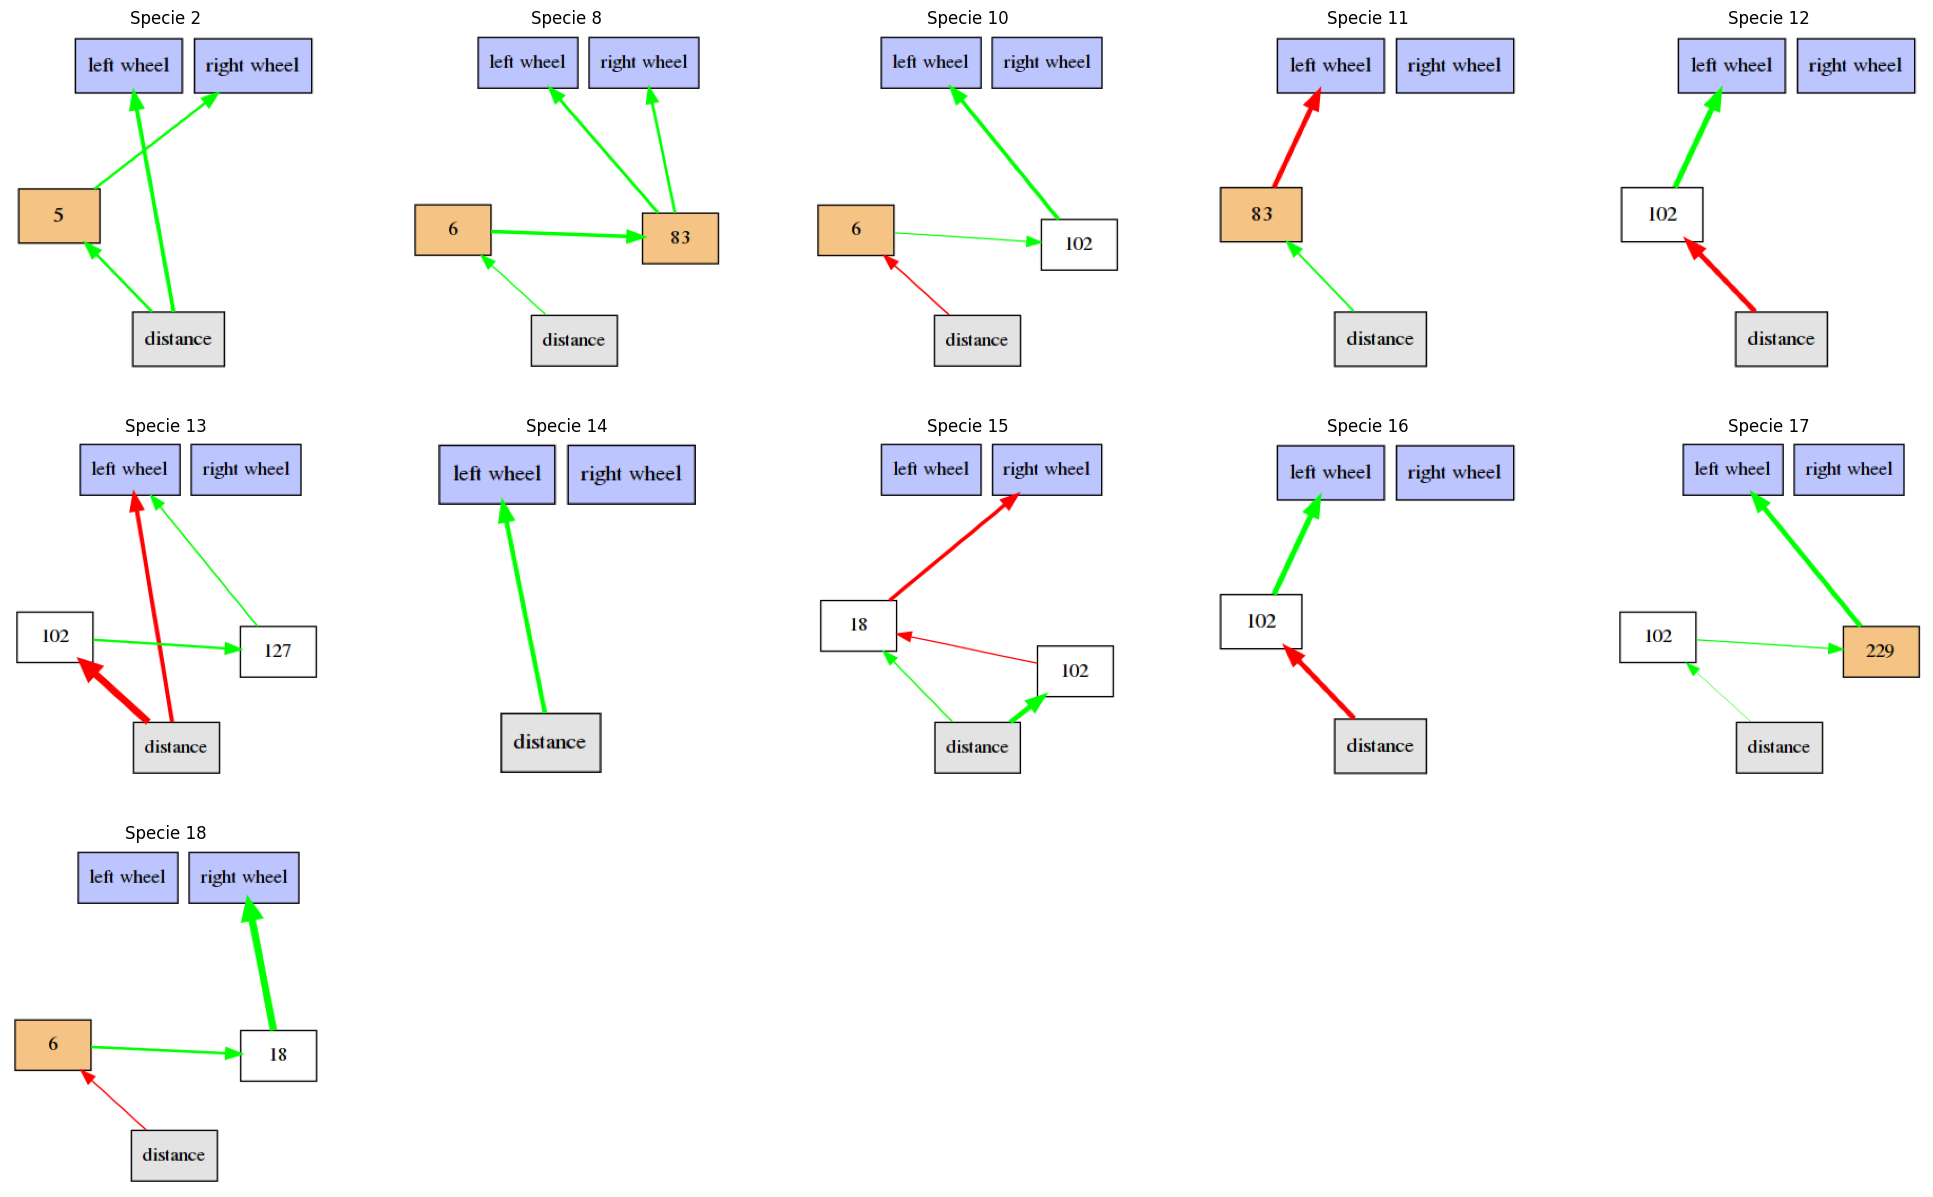 Specie 2
left wheel
right wheel
5
distance
Specie 8
left wheel
right wheel
6
83
distance
Specie 10
left wheel
right wheel
6
102
distance
Specie 11
left wheel
right wheel
83
distance
Specie 12
left wheel
right wheel
102
distance
Specie 13
left wheel
right wheel
102
127
distance
Specie 14
left wheel
right wheel
distance
Specie 15
left wheel
right wheel
18
102
distance
Specie 16
left wheel
right wheel
102
distance
Specie 17
left wheel
right wheel
102
229
distance
Specie 18
left wheel
right wheel
6
18
distance